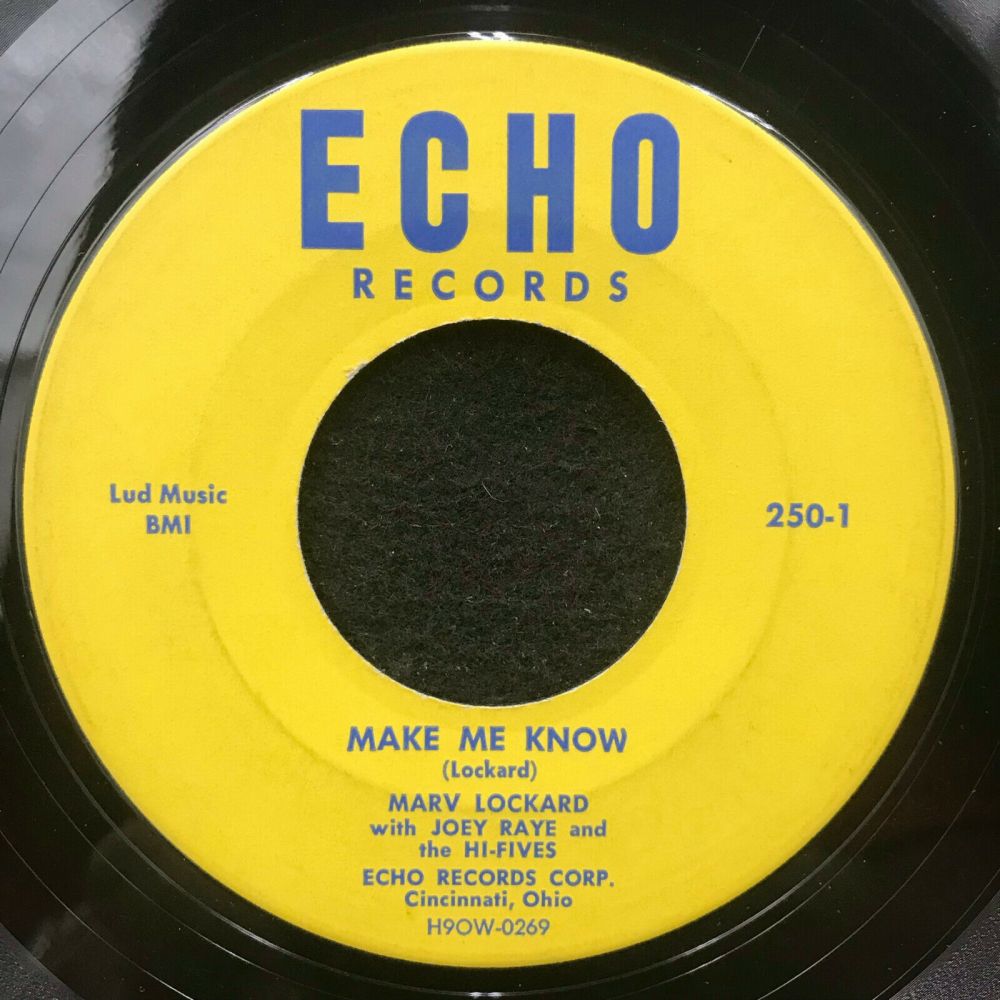 ECHO
RECORDS
Lud Music
BMI
250-1
MAKE ME KNOW
(Lockard)
MARV LOCKARD
with JOEY RAYE and
the HI-FIVES
ECHO RECORDS CORP.
Cincinnati, Ohio
H9OW-0269